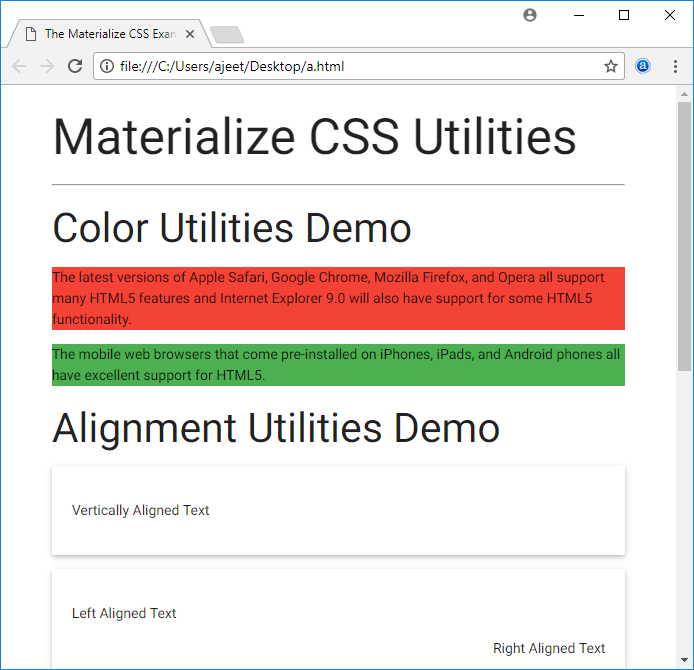 The Materialize CSS Exam
file:///C:/Users/ajeet/Desktop/a.html
a
Materialize CSS Utilities
Color Utilities Demo
The latest versions of Apple Safari, Google Chrome, Mozilla Firefox, and Opera all support
many HTML5 features and Internet Explorer 9.0 will also have support for some HTML5
functionality.
The mobile web browsers that come pre-installed on iPhones, iPads, and Android phones all
have excellent support for HTML5.
Alignment Utilities Demo
Vertically Aligned Text
Left Aligned Text
Right Aligned Text